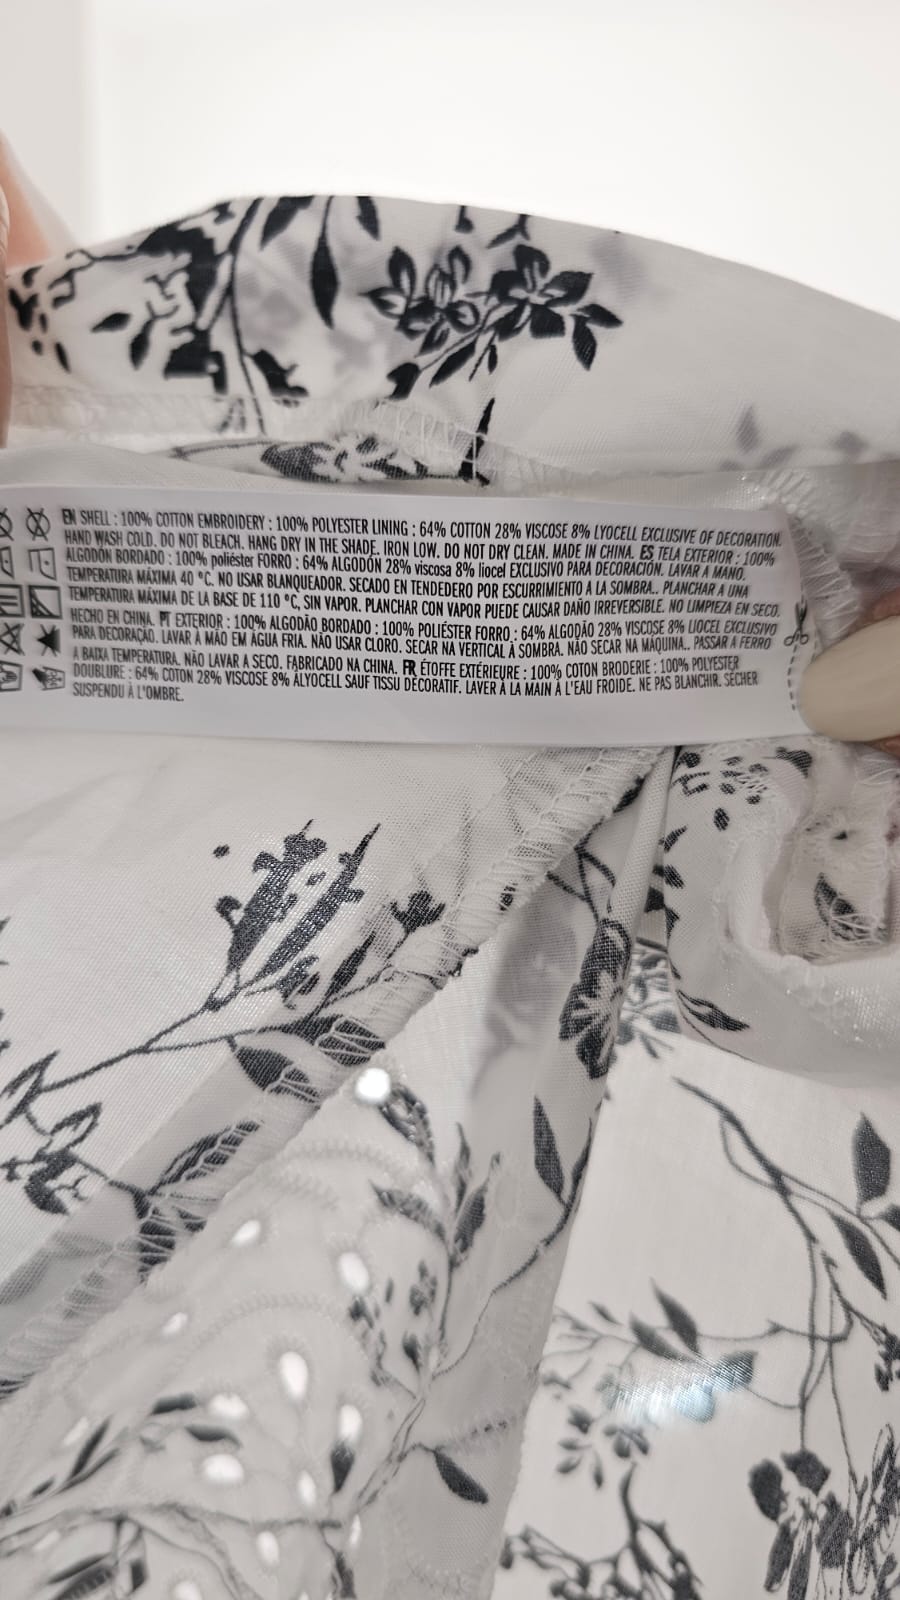 EN SHELL : 100% COTTON EMBROIDERY : 100% POLYESTER LINING : 64% COTTON 28% VISCOSE 8% LYOCELL EXCLUSIVE OF DECORATION.
HAND WASH COLD. DO NOT BLEACH. HANG DRY IN THE SHADE. IRON LOW. DO NOT DRY CLEAN. MADE IN CHINA. ES TELA EXTERIOR : 100%
ALGODÓN BORDADO : 100% poliéster FORRO : 64% ALGODÓN 28% viscosa 8% liocel EXCLUSIVO PARA DECORACIÓN. LAVAR A MANO,
TEMPERATURA MÁXIMA 40 °C. NO USAR BLANQUEADOR. SECADO EN TENDEDERO POR ESCURRIMIENTO A LA SOMBRA.. PLANCHAR A UNA
TEMPERATURA MÁXIMA DE LA BASE DE 110 °C, SIN VAPOR. PLANCHAR CON VAPOR PUEDE CAUSAR DAÑO IRREVERSIBLE. NO LIMPIEZA EN SECO.
HECHO EN CHINA. PT EXTERIOR : 100% ALGODÃO BORDADO : 100% POLIÉSTER FORRO : 64% ALGODÃO 28% VISCOSE 8% LIOCEL EXCLUSIVO
PARA DECORAÇÃO. LAVAR À MÃO EM ÁGUA FRIA. NÃO USAR CLORO. SECAR NA VERTICAL À SOMBRA. NÃO SECAR NA MÁQUINA.. PASSAR A FERRO
A BAIXA TEMPERATURA. NÃO LAVAR A SECO. FABRICADO NA CHINA. FR ÉTOFFE EXTÉRIEURE : 100% COTON BRODERIE : 100% POLYESTER
DOUBLURE : 64% COTON 28% VISCOSE 8% ALYOCELL SAUF TISSU DÉCORATIF. LAVER À LA MAIN À L'EAU FROIDE. NE PAS BLANCHIR. SÉCHER
SUSPENDU À L'OMBRE.